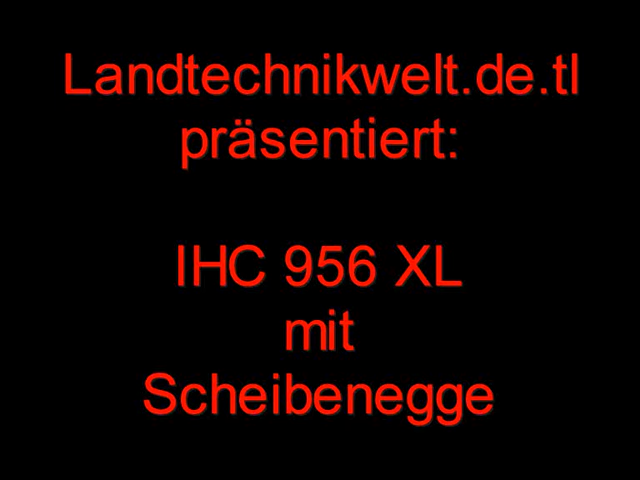 Landtechnikwelt.de.tl
präsentiert:
IHC 956 XL
mit
Scheibenegge